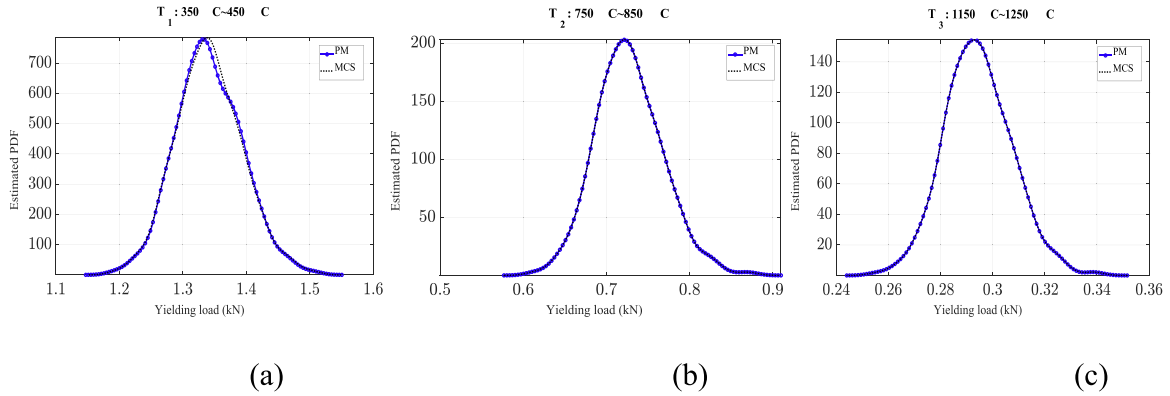 T1: 350 C~450 C
700
600
500
400
300
200
100
1.1 1.2 1.3 1.4 1.5 1.6
Estimated PDF
Yielding load (kN)
PM
MCS
(a)
T2: 750 C~850 C
200
150
100
50
0.5 0.6 0.7 0.8 0.9
Estimated PDF
Yielding load (kN)
PM
MCS
(b)
T3: 1150 C~1250 C
140
120
100
80
60
40
20
0.24 0.26 0.28 0.3 0.32 0.34 0.36
Estimated PDF
Yielding load (kN)
PM
MCS
(c)